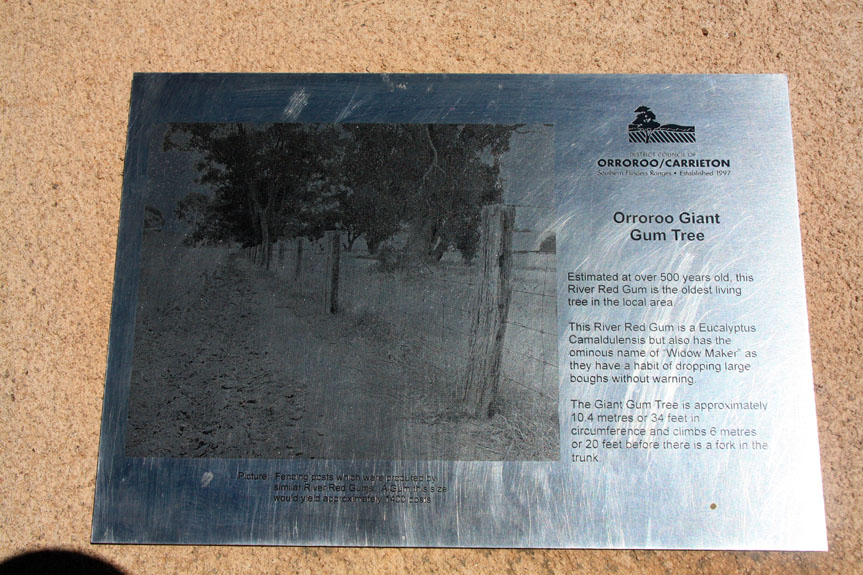 DISTRICT COUNCIL OF
ORROROO/CARRIETON
Southern Flinders Ranges • Established 1997
Orroroo Giant
Gum Tree
Estimated at over 500 years old, this
River Red Gum is the oldest living
tree in the local area.
This River Red Gum is a Eucalyptus
Camaldulensis but also has the
ominous name of "Widow Maker" as
they have a habit of dropping large
boughs without warning.
The Giant Gum Tree is approximately
10.4 metres or 34 feet in
circumference and climbs 6 metres
or 20 feet before there is a fork in the
trunk.
Picture: Fencing posts which were produced by
similar River Red Gums. A Gum this size
would yield approximately 1400 posts